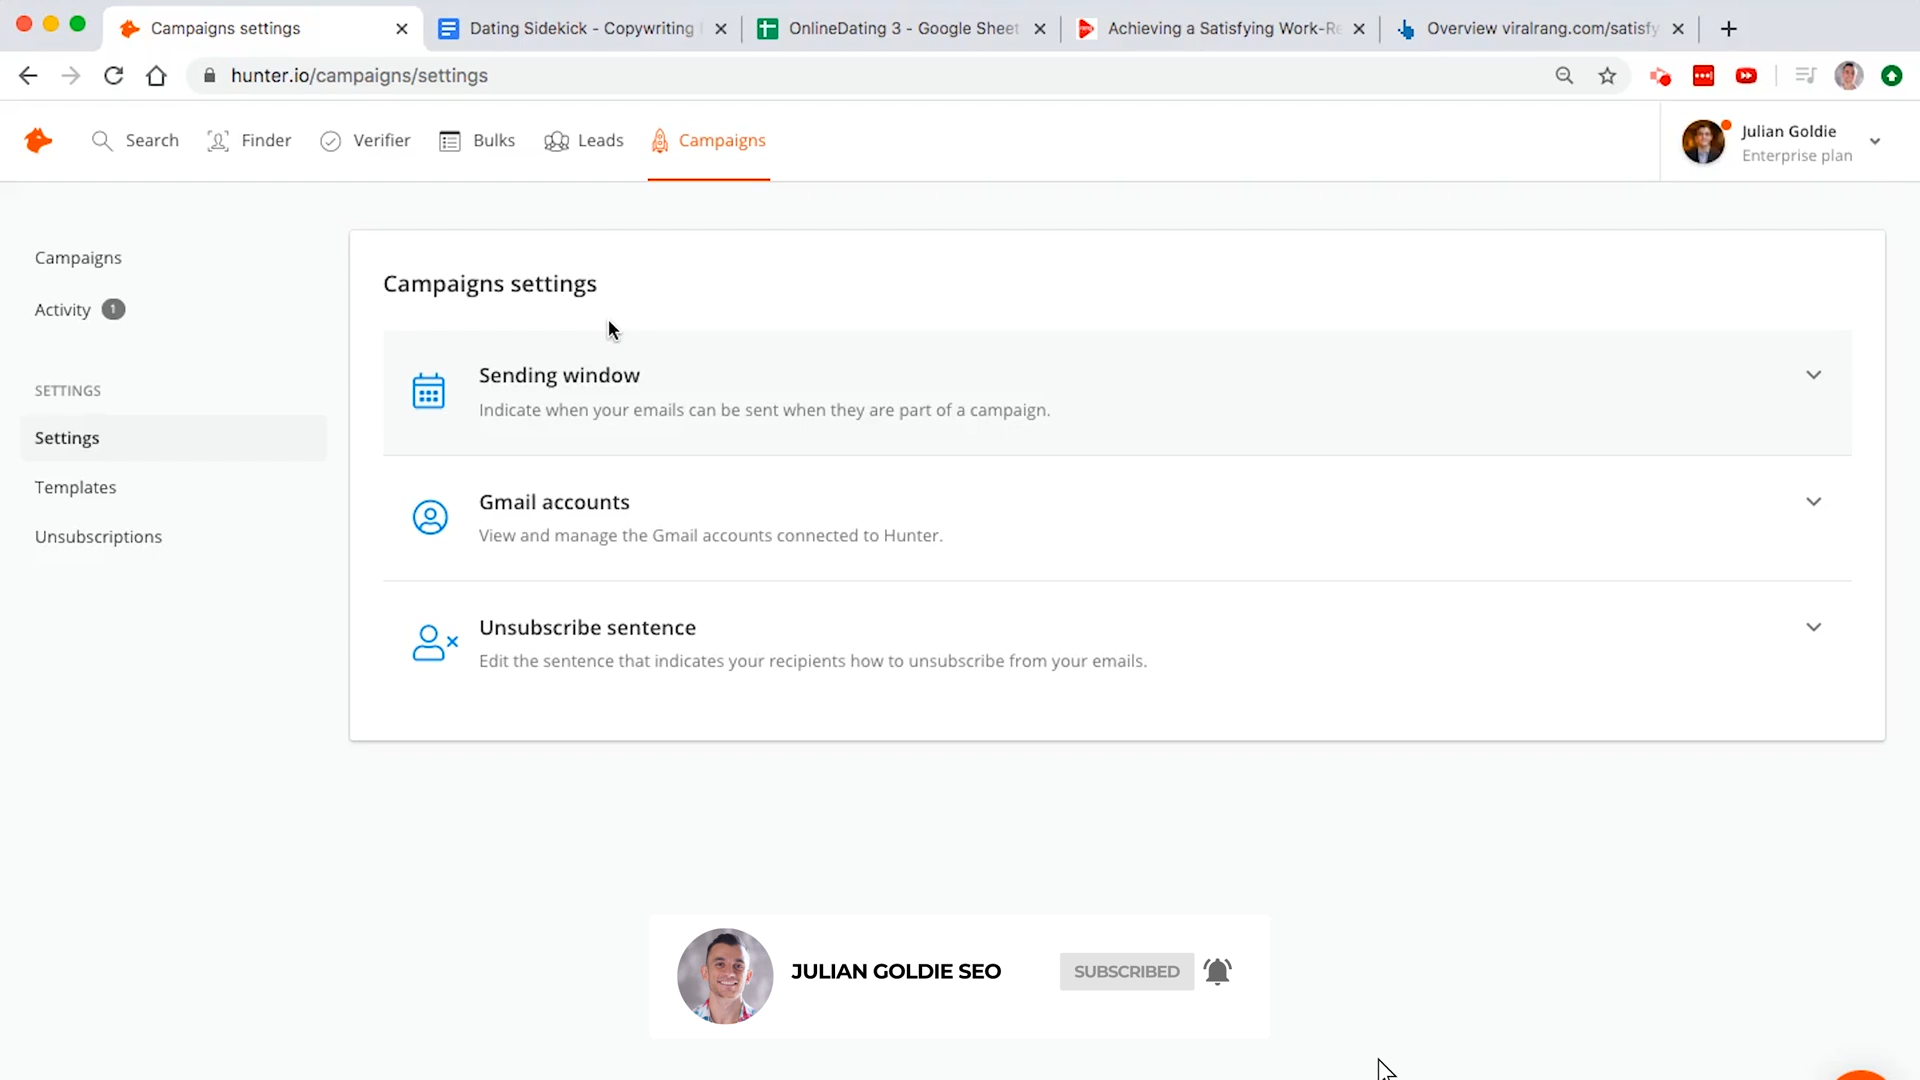 Campaigns settings
Dating Sidekick - Copywriting
OnlineDating 3 - Google Sheet
Achieving a Satisfying Work-Re
Overview viralrang.com/satisfy
hunter.io/campaigns/settings
Search
Finder
Verifier
Bulks
Leads
Campaigns
Julian Goldie
Enterprise plan
Campaigns
Activity 1
SETTINGS
Settings
Templates
Unsubscriptions
Campaigns settings
Sending window
Indicate when your emails can be sent when they are part of a campaign.
Gmail accounts
View and manage the Gmail accounts connected to Hunter.
Unsubscribe sentence
Edit the sentence that indicates your recipients how to unsubscribe from your emails.
JULIAN GOLDIE SEO
SUBSCRIBED